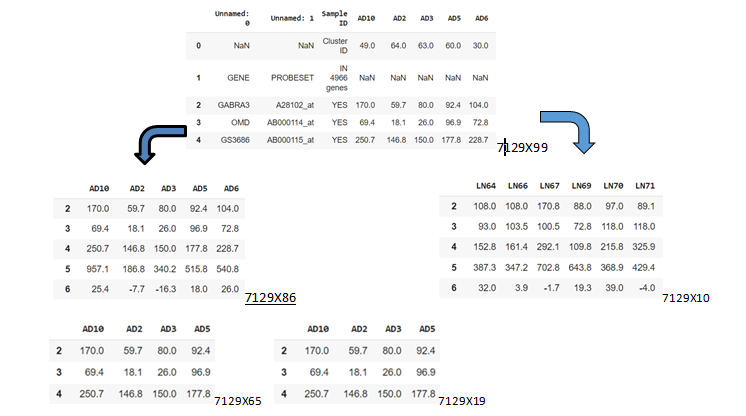 Unnamed: 0 Unnamed: 1 Sample ID AD10 AD2 AD3 AD5 AD6
0 NaN NaN Cluster ID 49.0 64.0 63.0 60.0 30.0
1 GENE PROBESET IN 4966 genes NaN NaN NaN NaN NaN
2 GABRA3 A28102_at YES 170.0 59.7 80.0 92.4 104.0
3 OMD AB000114_at YES 69.4 18.1 26.0 96.9 72.8
4 GS3686 AB000115_at YES 250.7 146.8 150.0 177.8 228.7
7129X99
AD10 AD2 AD3 AD5 AD6
2 170.0 59.7 80.0 92.4 104.0
3 69.4 18.1 26.0 96.9 72.8
4 250.7 146.8 150.0 177.8 228.7
5 957.1 186.8 340.2 515.8 540.8
6 25.4 -7.7 -16.3 18.0 26.0
7129X86
LN64 LN66 LN67 LN69 LN70 LN71
2 108.0 108.0 170.8 88.0 97.0 89.1
3 93.0 103.5 100.5 72.8 118.0 118.0
4 152.8 161.4 292.1 109.8 215.8 325.9
5 387.3 347.2 702.8 643.8 368.9 429.4
6 32.0 3.9 -1.7 19.3 39.0 -4.0
7129X10
AD10 AD2 AD3 AD5
2 170.0 59.7 80.0 92.4
3 69.4 18.1 26.0 96.9
4 250.7 146.8 150.0 177.8
7129X65
AD10 AD2 AD3 AD5
2 170.0 59.7 80.0 92.4
3 69.4 18.1 26.0 96.9
4 250.7 146.8 150.0 177.8
7129X19